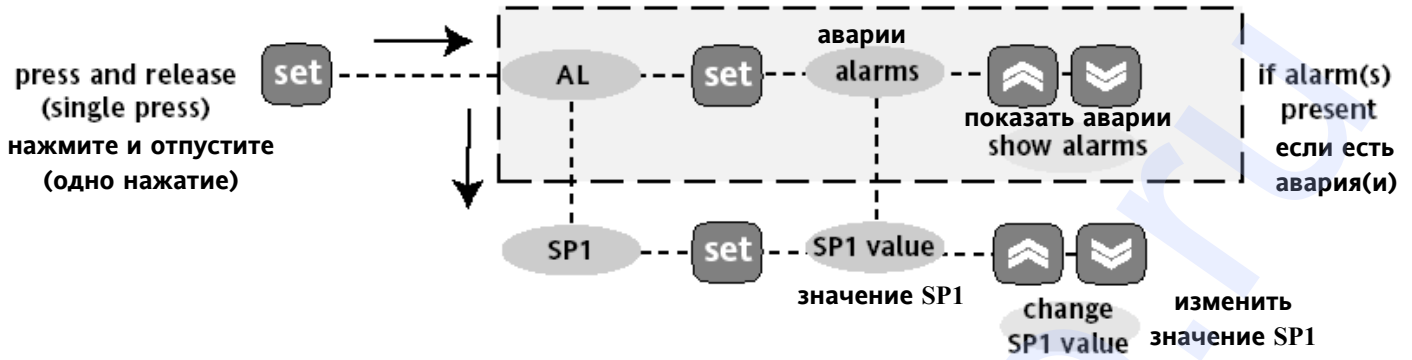 press and release
(single press)
нажмите и отпустите
(одно нажатие)
set
AL
set
аварии
alarms
показать аварии
show alarms
if alarm(s)
present
если есть
авария(и)
SP1
set
SP1 value
значение SP1
change
SP1 value
изменить
значение SP1